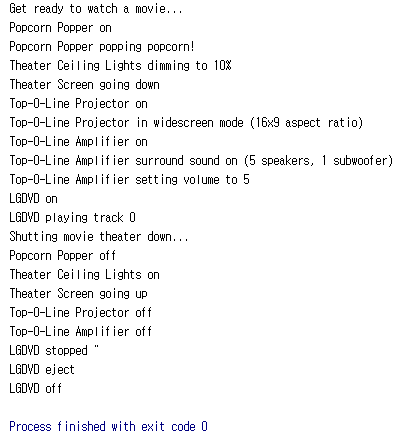 Get ready to watch a movie...
Popcorn Popper on
Popcorn Popper popping popcorn!
Theater Ceiling Lights dimming to 10%
Theater Screen going down
Top-O-Line Projector on
Top-O-Line Projector in widescreen mode (16x9 aspect ratio)
Top-O-Line Amplifier on
Top-O-Line Amplifier surround sound on (5 speakers, 1 subwoofer)
Top-O-Line Amplifier setting volume to 5
LGDVD on
LGDVD playing track 0
Shutting movie theater down...
Popcorn Popper off
Theater Ceiling Lights on
Theater Screen going up
Top-O-Line Projector off
Top-O-Line Amplifier off
LGDVD stopped "
LGDVD eject
LGDVD off
Process finished with exit code 0